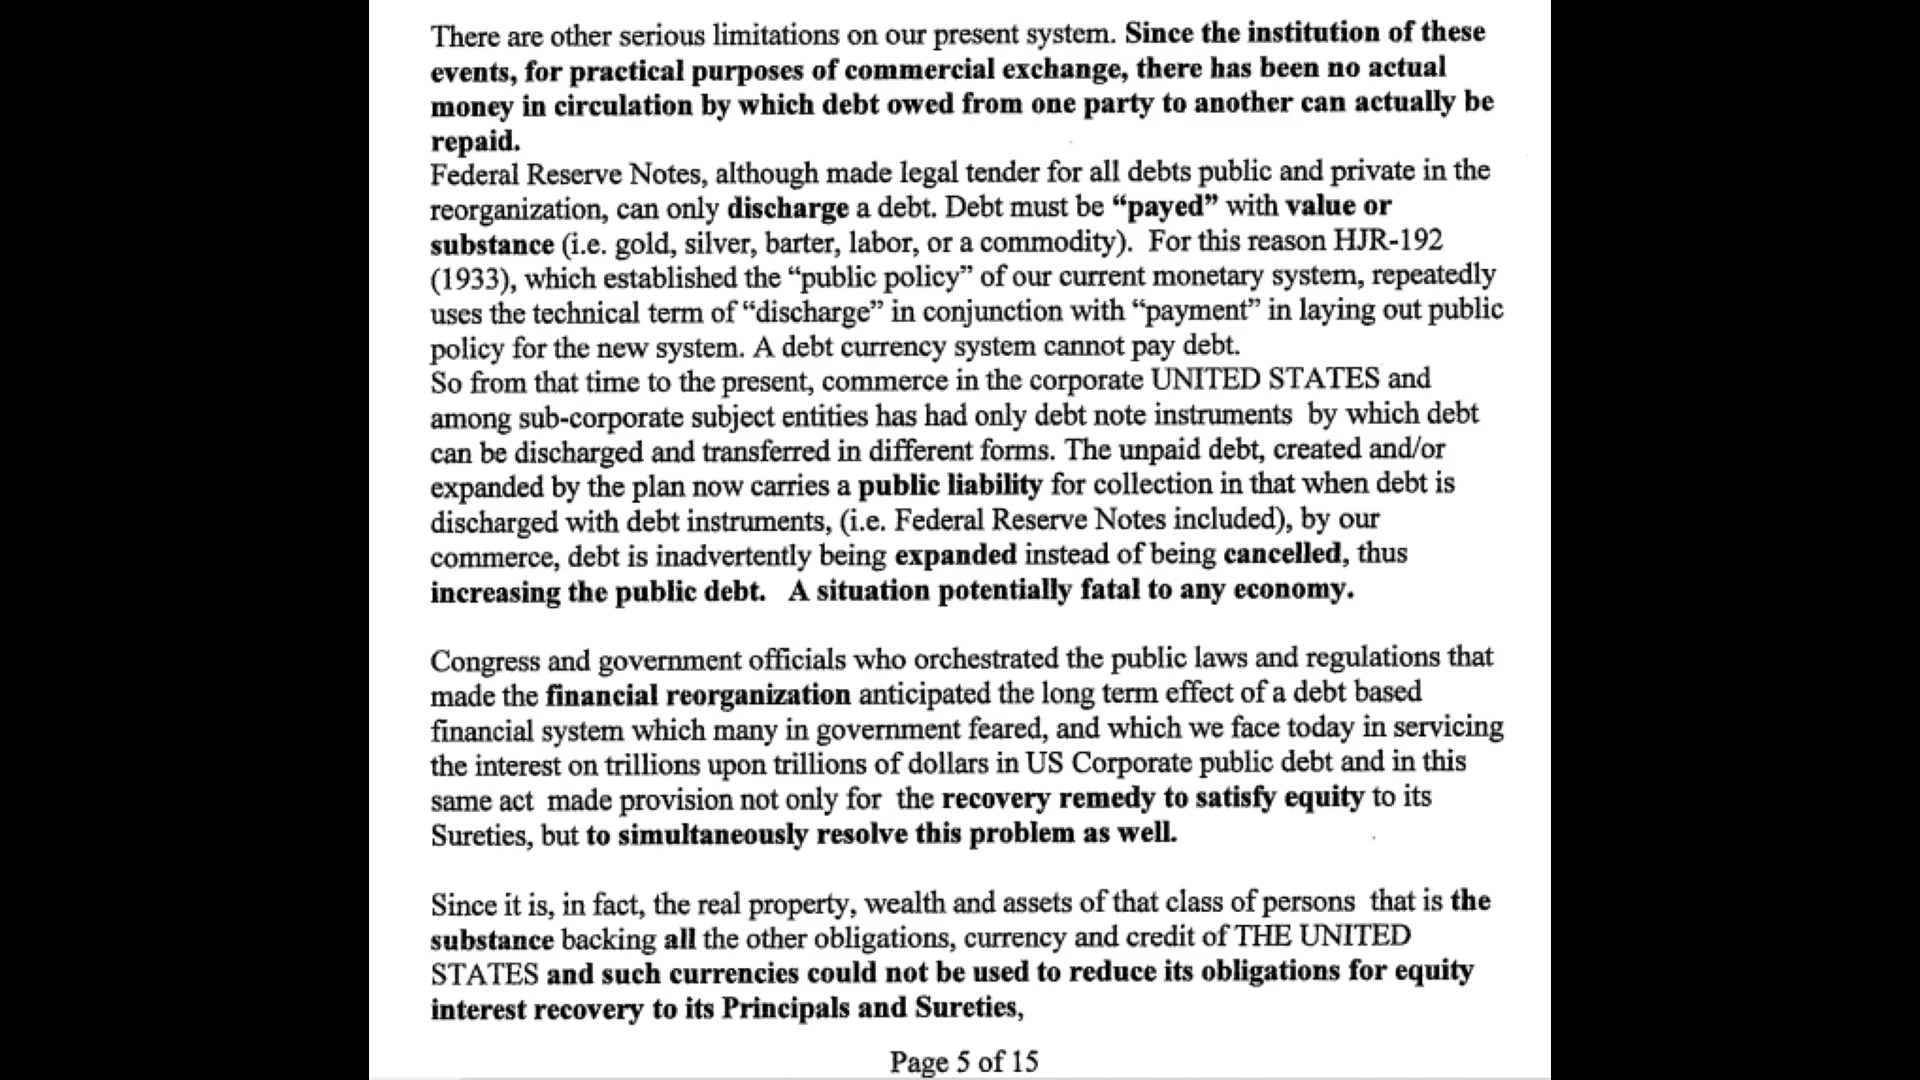 There are other serious limitations on our present system. Since the institution of these
events, for practical purposes of commercial exchange, there has been no actual
money in circulation by which debt owed from one party to another can actually be
repaid.
Federal Reserve Notes, although made legal tender for all debts public and private in the
reorganization, can only discharge a debt. Debt must be “payed” with value or
substance (i.e. gold, silver, barter, labor, or a commodity).  For this reason HJR-192
(1933), which established the “public policy” of our current monetary system, repeatedly
uses the technical term of “discharge” in conjunction with “payment” in laying out public
policy for the new system. A debt currency system cannot pay debt.
So from that time to the present, commerce in the corporate UNITED STATES and
among sub-corporate subject entities has had only debt note instruments  by which debt
can be discharged and transferred in different forms. The unpaid debt, created and/or
expanded by the plan now carries a public liability for collection in that when debt is
discharged with debt instruments, (i.e. Federal Reserve Notes included), by our
commerce, debt is inadvertently being expanded instead of being cancelled, thus
increasing the public debt.   A situation potentially fatal to any economy.
Congress and government officials who orchestrated the public laws and regulations that
made the financial reorganization anticipated the long term effect of a debt based
financial system which many in government feared, and which we face today in servicing
the interest on trillions upon trillions of dollars in US Corporate public debt and in this
same act  made provision not only for  the recovery remedy to satisfy equity to its
Sureties, but to simultaneously resolve this problem as well.
Since it is, in fact, the real property, wealth and assets of that class of persons  that is the
substance backing all the other obligations, currency and credit of THE UNITED
STATES and such currencies could not be used to reduce its obligations for equity
interest recovery to its Principals and Sureties,
Page 5 of 15